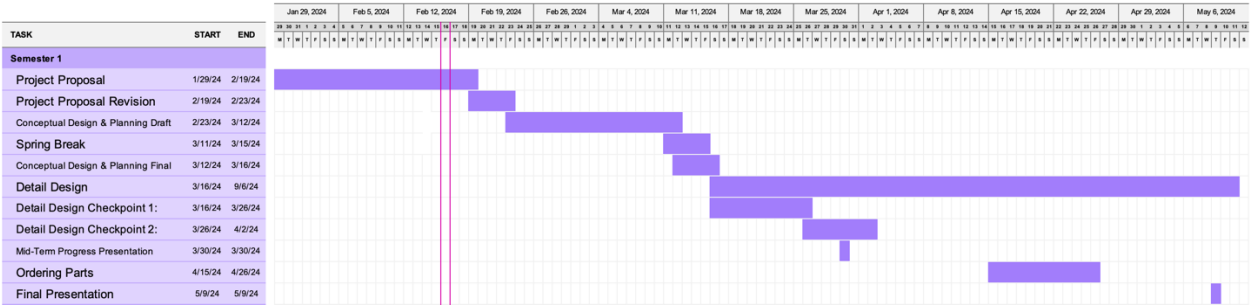 Jan 29, 2024 Feb 5, 2024 Feb 12, 2024 Feb 19, 2024 Feb 26, 2024 Mar 4, 2024 Mar 11, 2024 Mar 18, 2024 Mar 25, 2024 Apr 1, 2024 Apr 8, 2024 Apr 15, 2024 Apr 22, 2024 Apr 29, 2024 May 6, 2024
TASK START END
Semester 1
Project Proposal 1/29/24 2/19/24
Project Proposal Revision 2/19/24 2/23/24
Conceptual Design & Planning Draft 2/23/24 3/12/24
Spring Break 3/11/24 3/15/24
Conceptual Design & Planning Final 3/12/24 3/16/24
Detail Design 3/16/24 9/6/24
Detail Design Checkpoint 1: 3/16/24 3/26/24
Detail Design Checkpoint 2: 3/26/24 4/2/24
Mid-Term Progress Presentation 3/30/24 3/30/24
Ordering Parts 4/15/24 4/26/24
Final Presentation 5/9/24 5/9/24